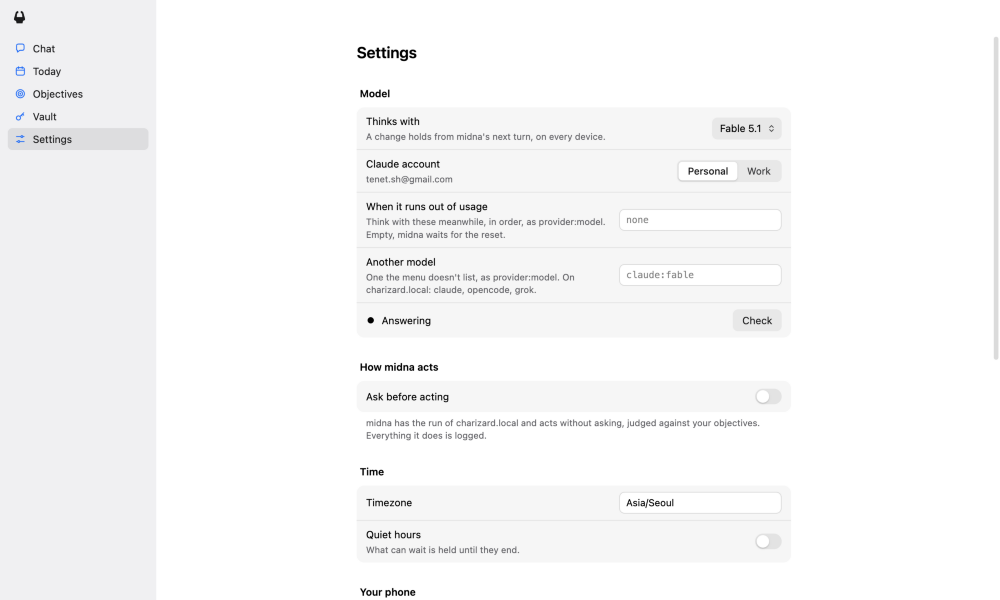 Chat
Today
Objectives
Vault
Settings
Settings
Model
Thinks with
A change holds from midna's next turn, on every device.
Fable 5.1
Claude account
tenet.sh@gmail.com
Personal
Work
When it runs out of usage
Think with these meanwhile, in order, as provider:model.
Empty, midna waits for the reset.
none
Another model
One the menu doesn't list, as provider:model. On
charizard.local: claude, opencode, grok.
claude:fable
Answering
Check
How midna acts
Ask before acting
midna has the run of charizard.local and acts without asking, judged against your objectives.
Everything it does is logged.
Time
Timezone
Asia/Seoul
Quiet hours
What can wait is held until they end.
Your phone